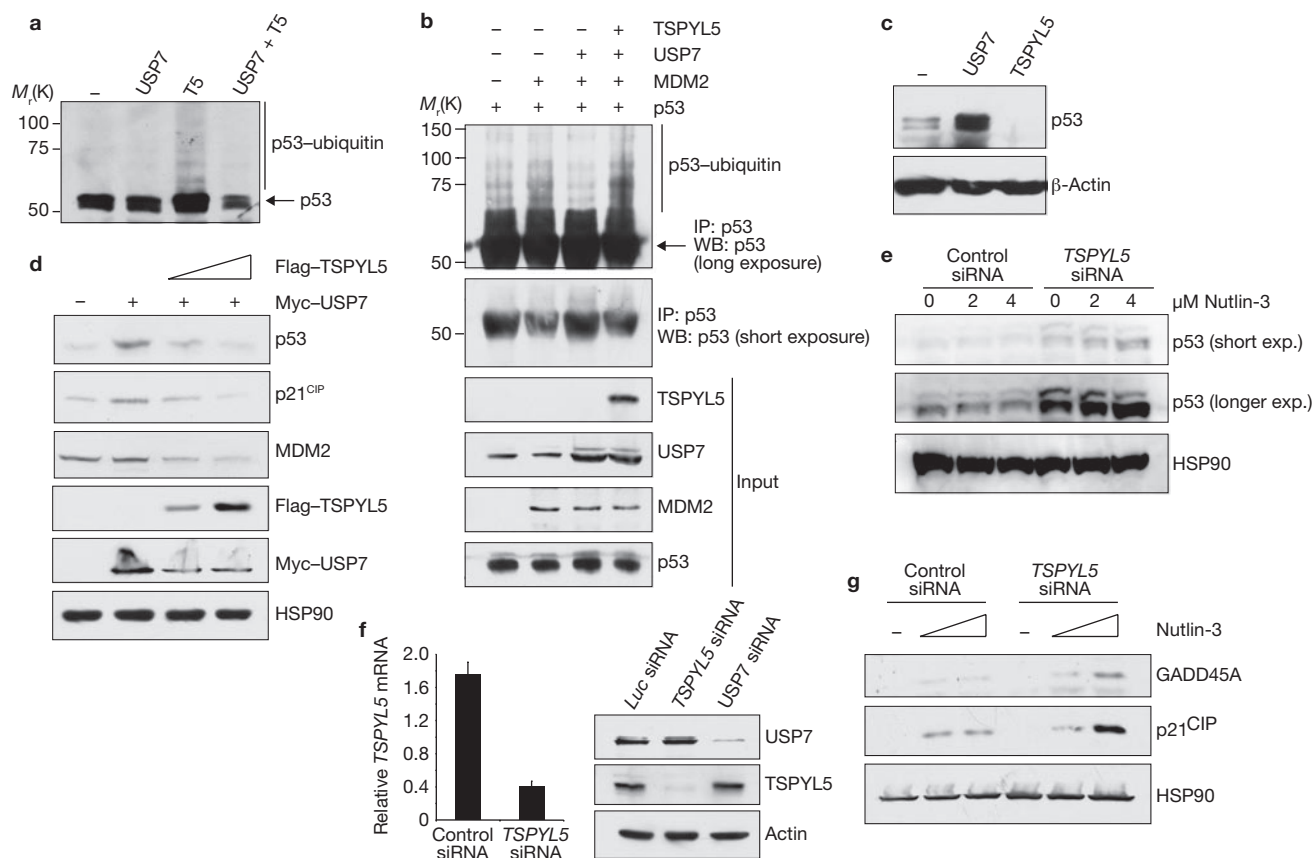 a
– USP7 T5 USP7 + T5
Mr(K)
100
75
50
p53–ubiquitin
p53
b
– – – + TSPYL5
– – + + USP7
– + + + MDM2
+ + + + p53
Mr(K)
150
100
75
50
p53–ubiquitin
IP: p53
WB: p53
(long exposure)
50
IP: p53
WB: p53 (short exposure)
TSPYL5
USP7
MDM2
p53
Input
c
– USP7 TSPYL5
p53
β-Actin
d
Flag–TSPYL5
– + + + Myc–USP7
p53
p21CIP
MDM2
Flag–TSPYL5
Myc–USP7
HSP90
e
Control siRNA
TSPYL5 siRNA
0 2 4 0 2 4 µM Nutlin-3
p53 (short exp.)
p53 (longer exp.)
HSP90
f
Relative TSPYL5 mRNA
2.0
1.6
1.2
0.8
0.4
0
Control siRNA
TSPYL5 siRNA
Luc siRNA TSPYL5 siRNA USP7 siRNA
USP7
TSPYL5
Actin
g
Control siRNA
TSPYL5 siRNA
– – Nutlin-3
GADD45A
p21CIP
HSP90